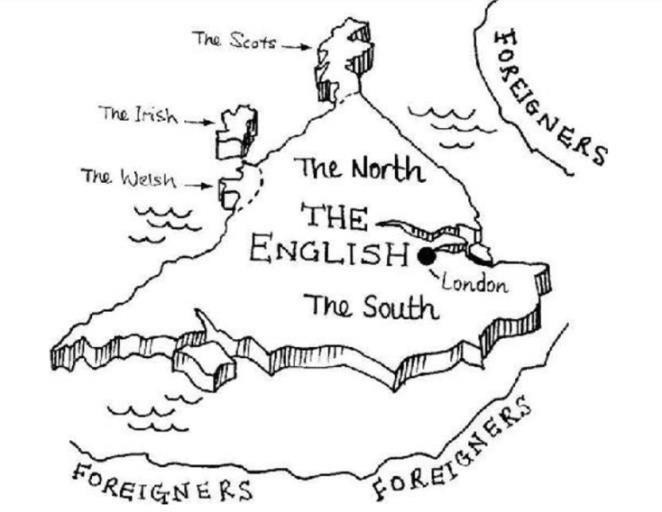 The Scots
FOREIGNERS
The Irish
The Welsh
The North
THE
ENGLISH
London
The South
FOREIGNERS
FOREIGNERS